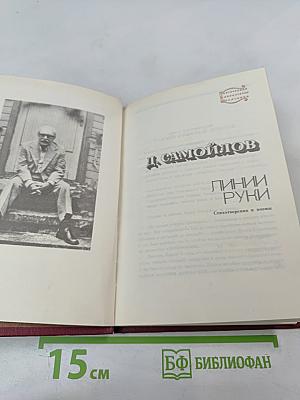 Д. САМОЙЛОВ
ЛИНИИ
РУКИ
Стихотворения и поэмы
15 см
БФ БИБЛИОФАН